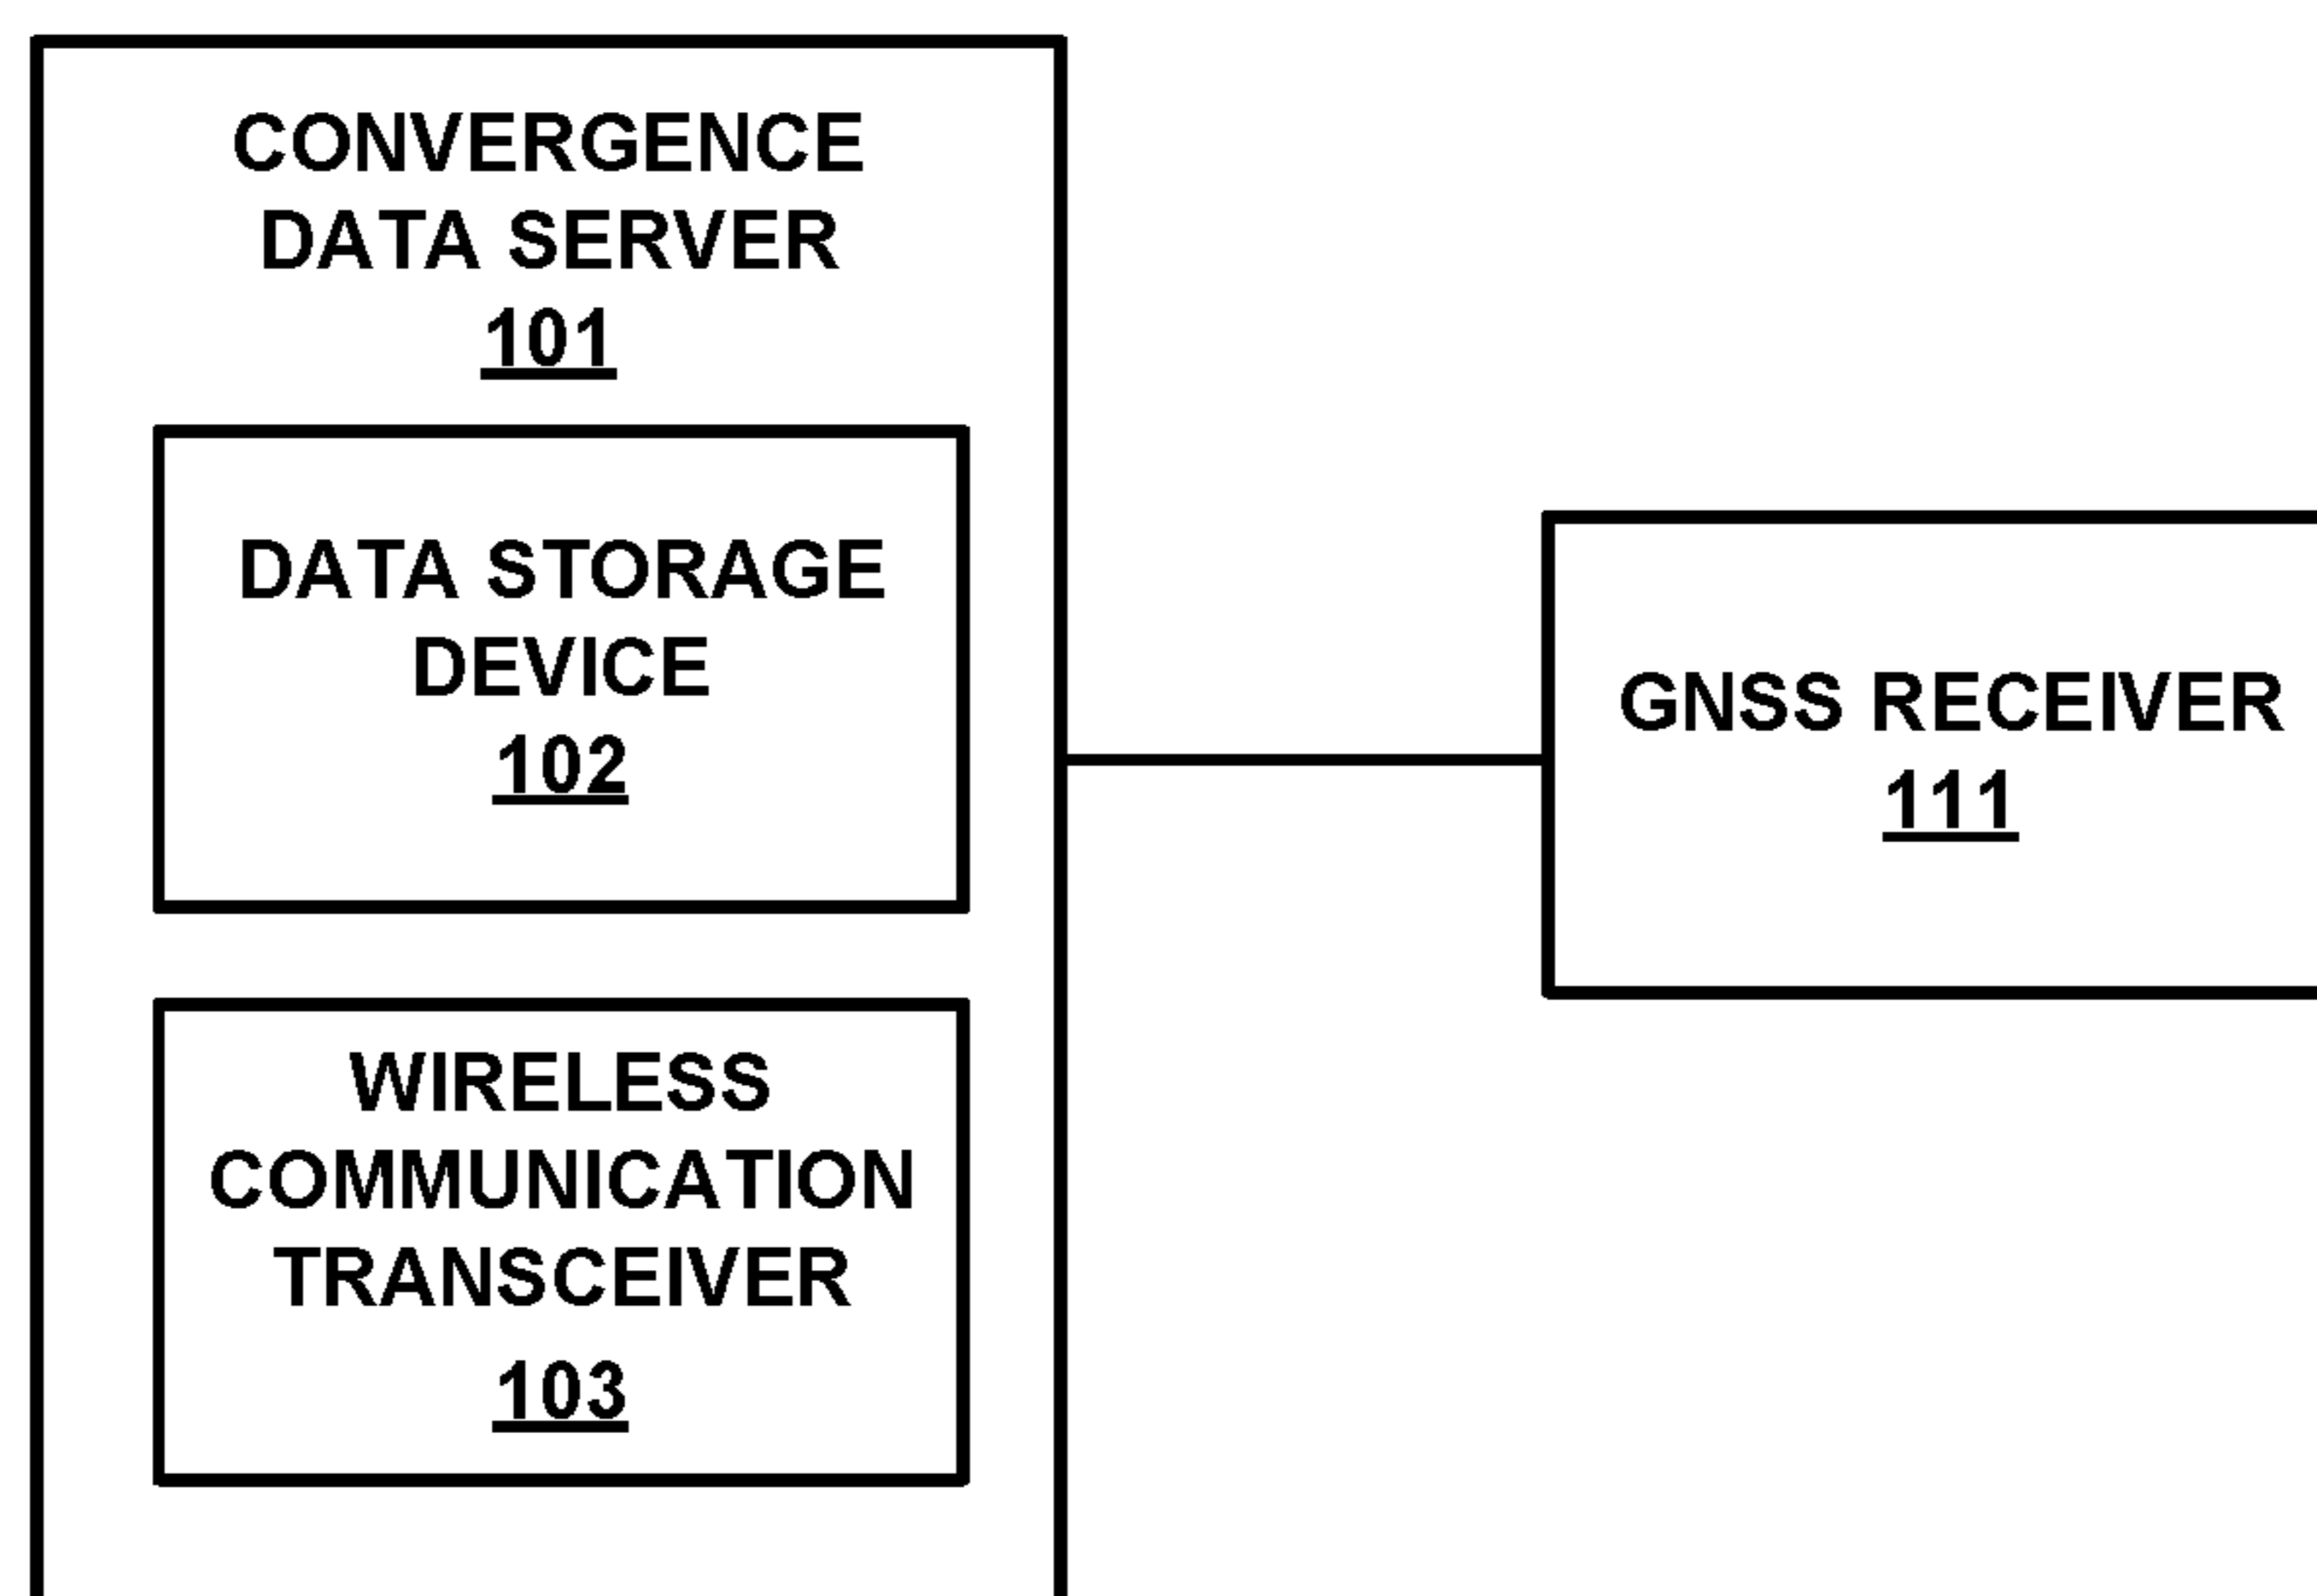 CONVERGENCE
DATA SERVER
101
DATA STORAGE
DEVICE
102
WIRELESS
COMMUNICATION
TRANSCEIVER
103
GNSS RECEIVER
111